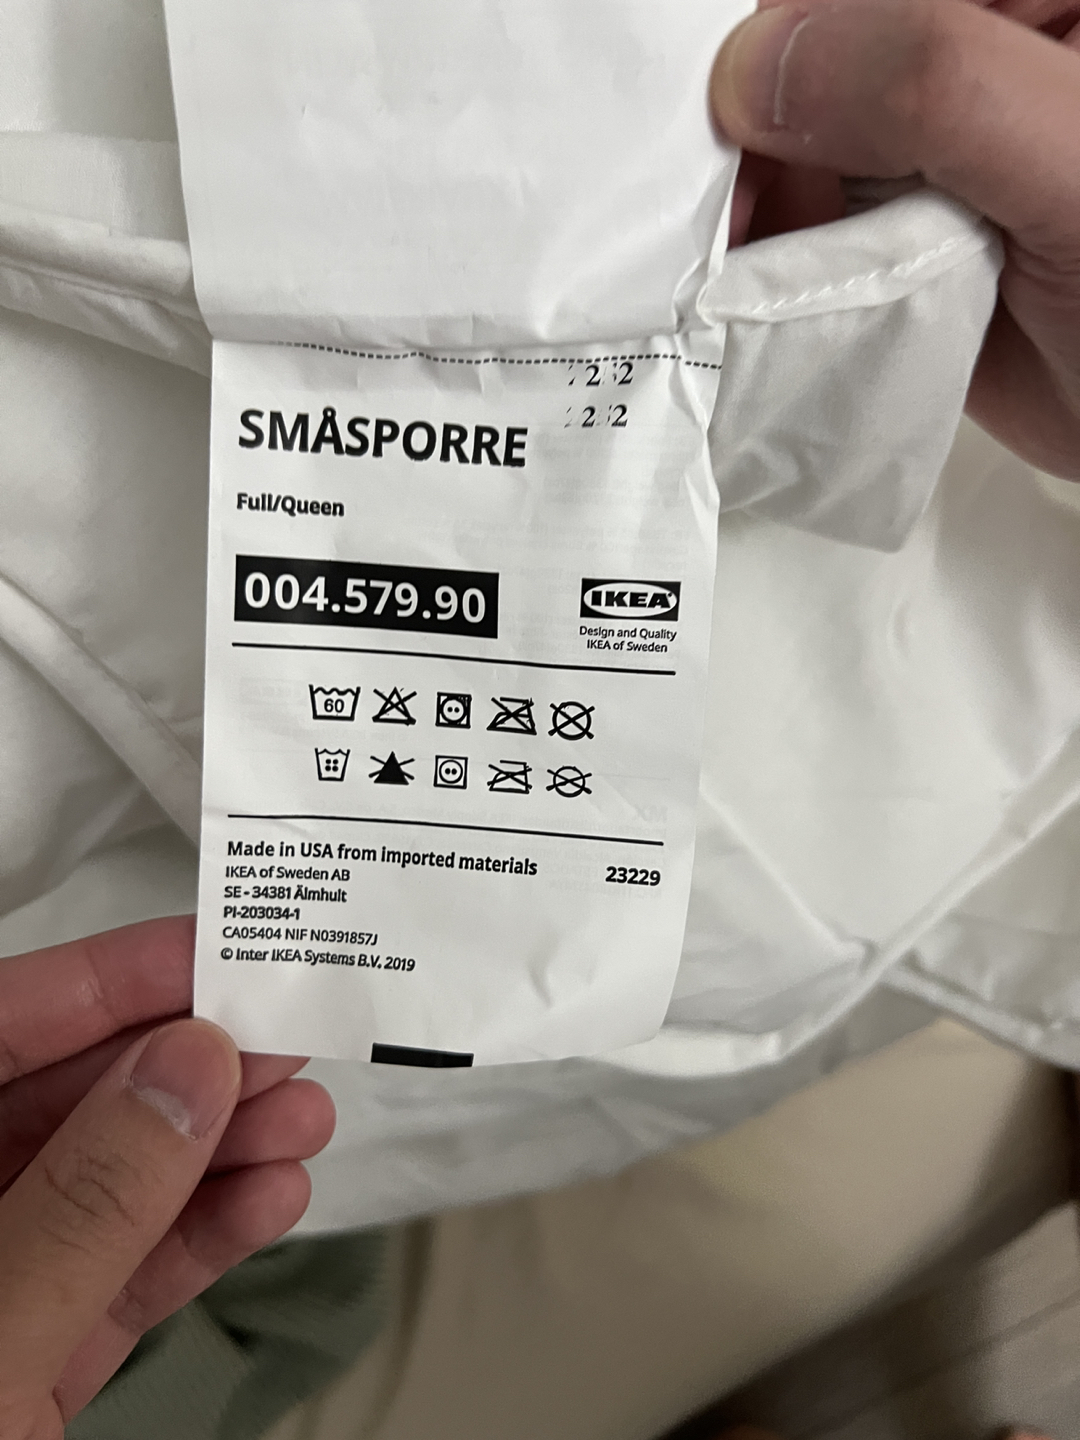 SMÅSPORRE
Full/Queen
004.579.90
IKEA
Design and Quality
IKEA of Sweden
60
Made in USA from imported materials
23229
IKEA of Sweden AB
SE - 34381 Älmhult
PI-203034-1
CA05404 NIF N0391857J
© Inter IKEA Systems B.V. 2019